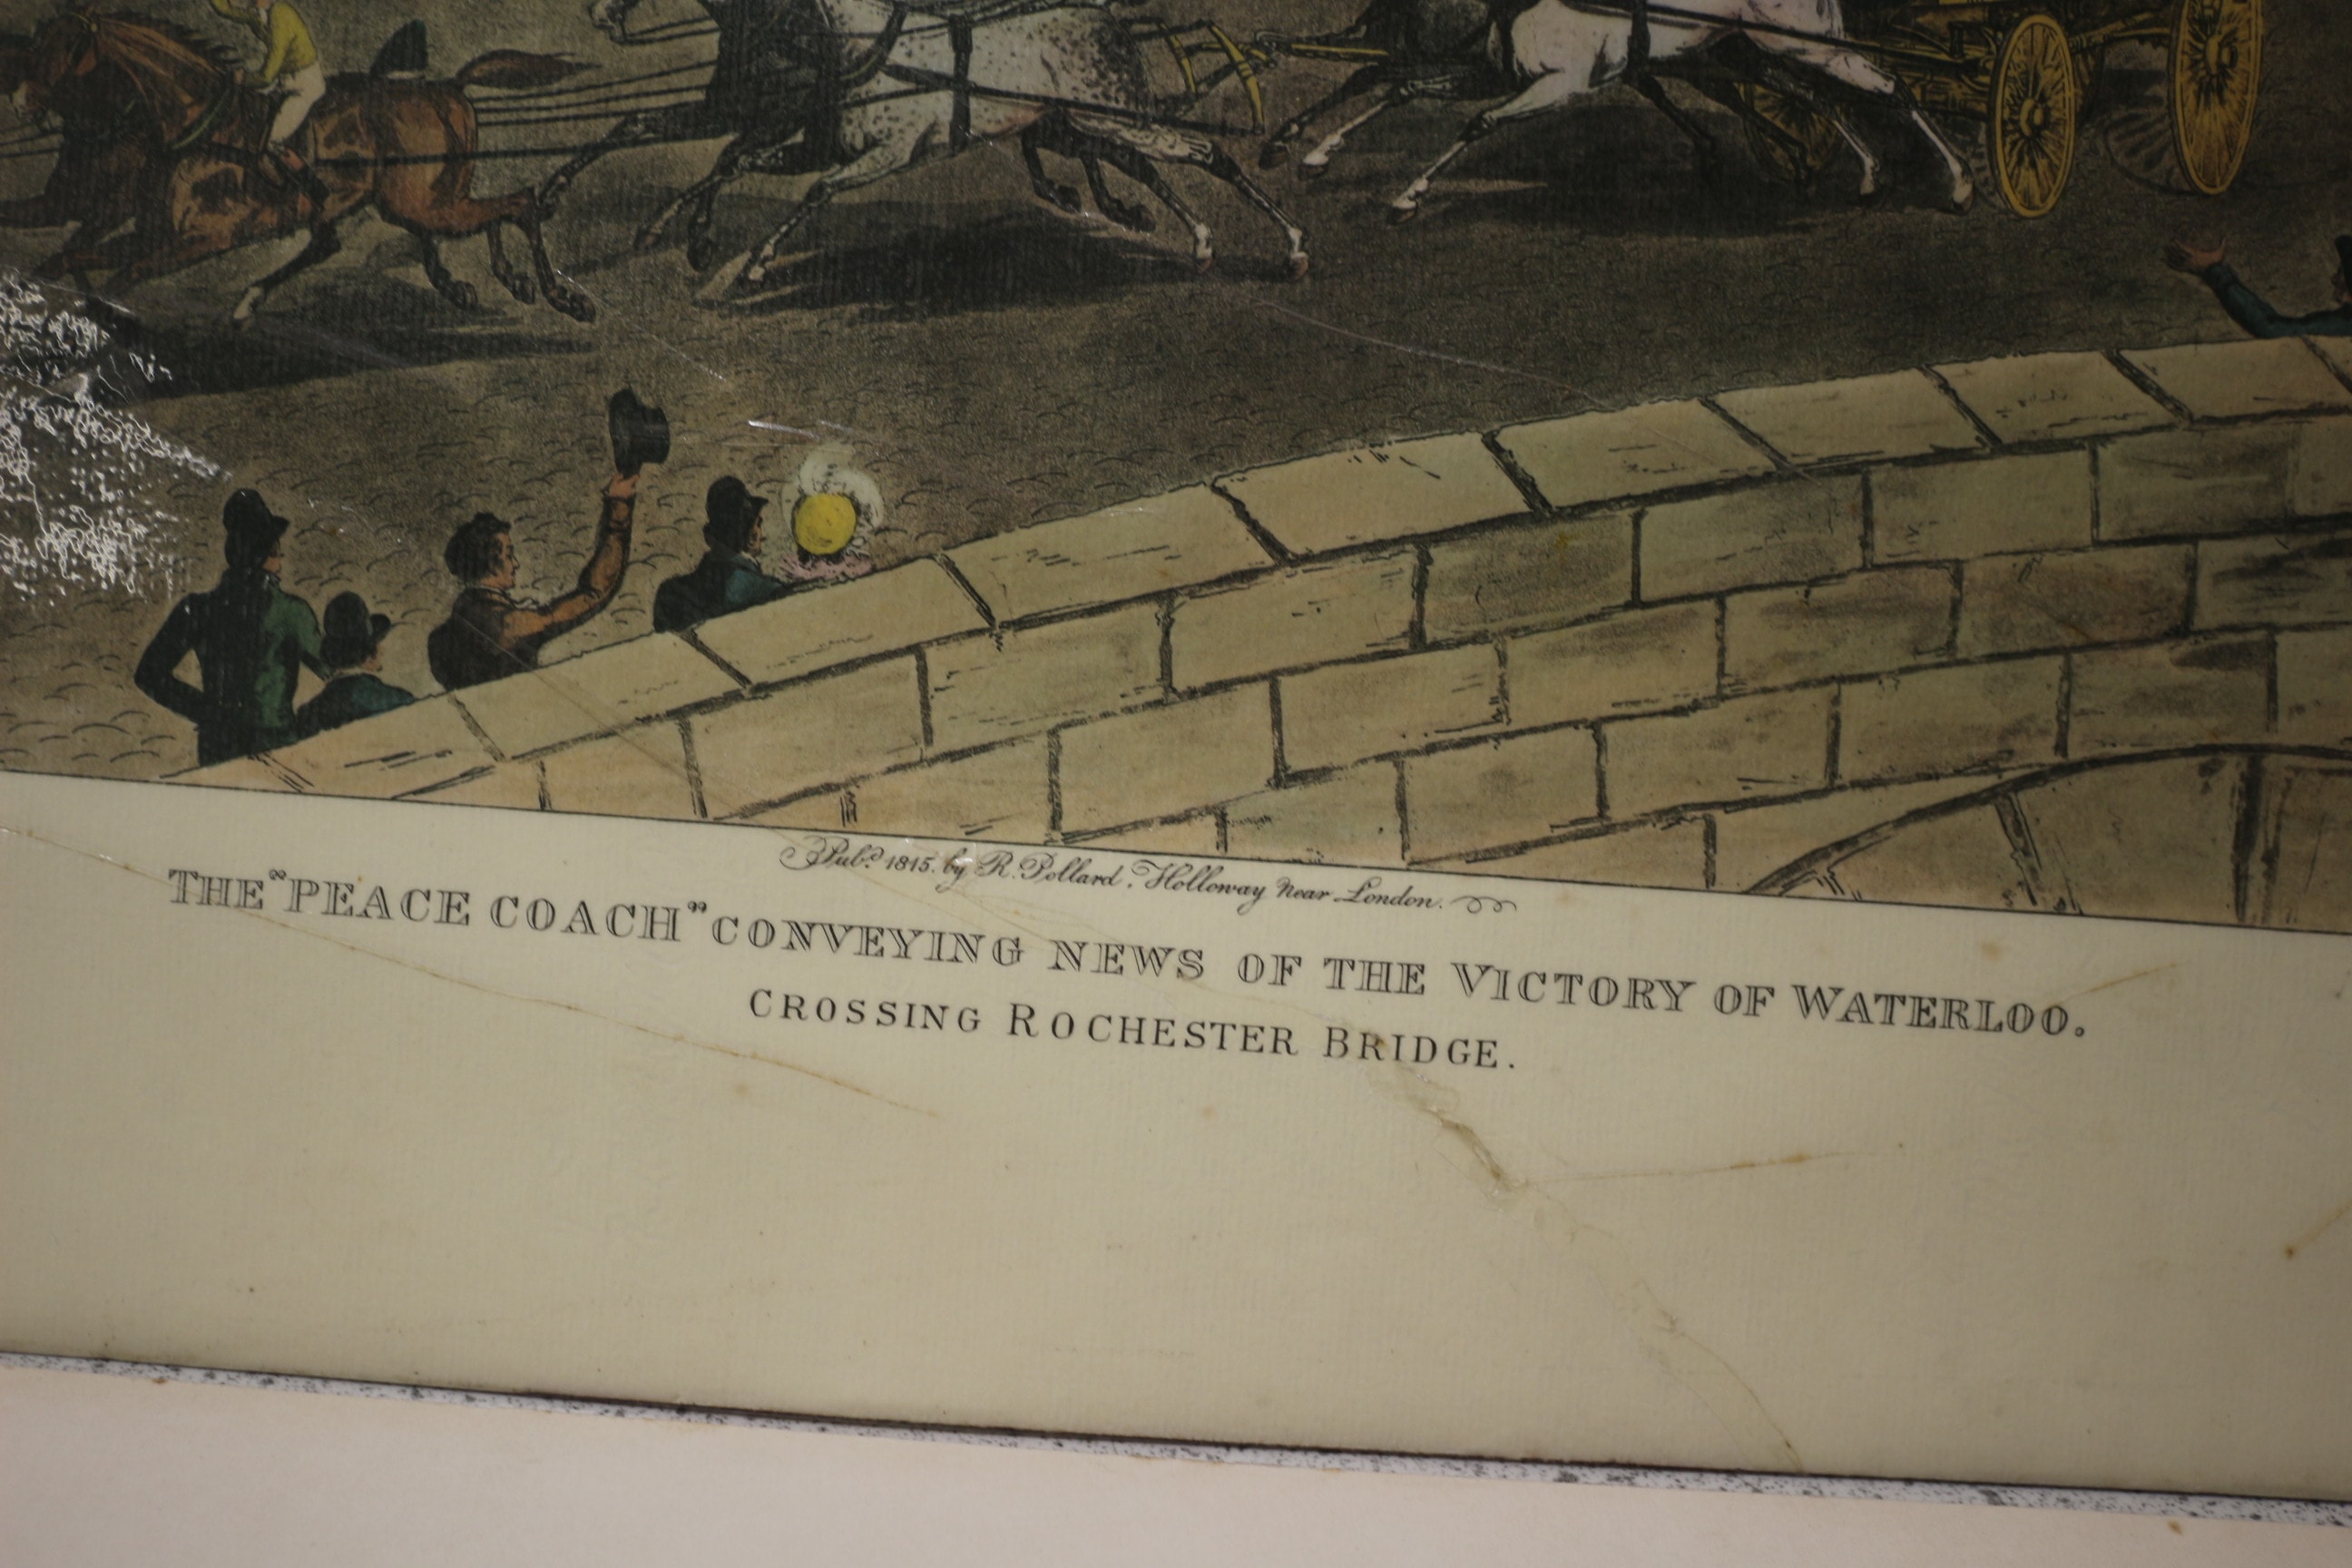 Pubd. 1815. by R. Pollard, Holloway near London.
THE "PEACE COACH" CONVEYING NEWS OF THE VICTORY OF WATERLOO.
CROSSING ROCHESTER BRIDGE.